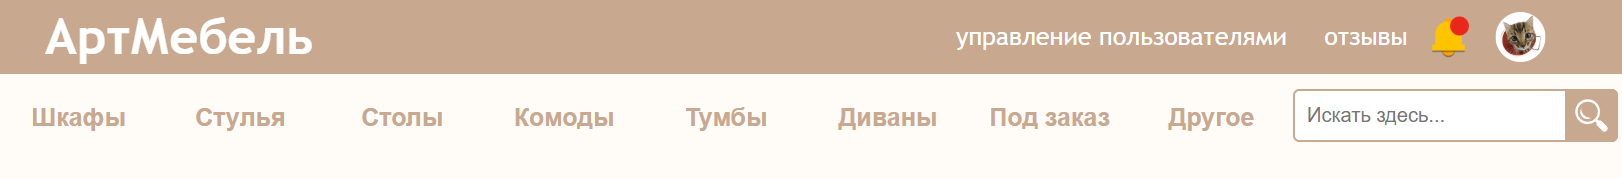 АртМебель управление пользователями отзывы
Шкафы Стулья Столы Комоды Тумбы Диваны Под заказ Другое Искать здесь...